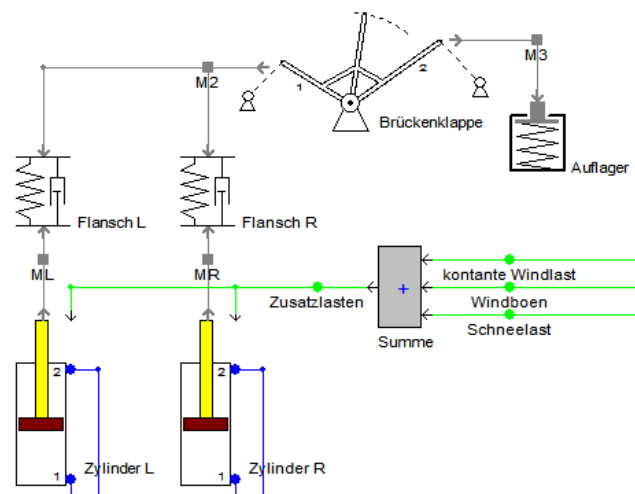 M2
M3
1
2
Brückenklappe
Auflager
Flansch L
Flansch R
ML
MR
kontante Windlast
Zusatzlasten
+
Windboen
Schneelast
Summe
2
2
1
Zylinder L
1
Zylinder R